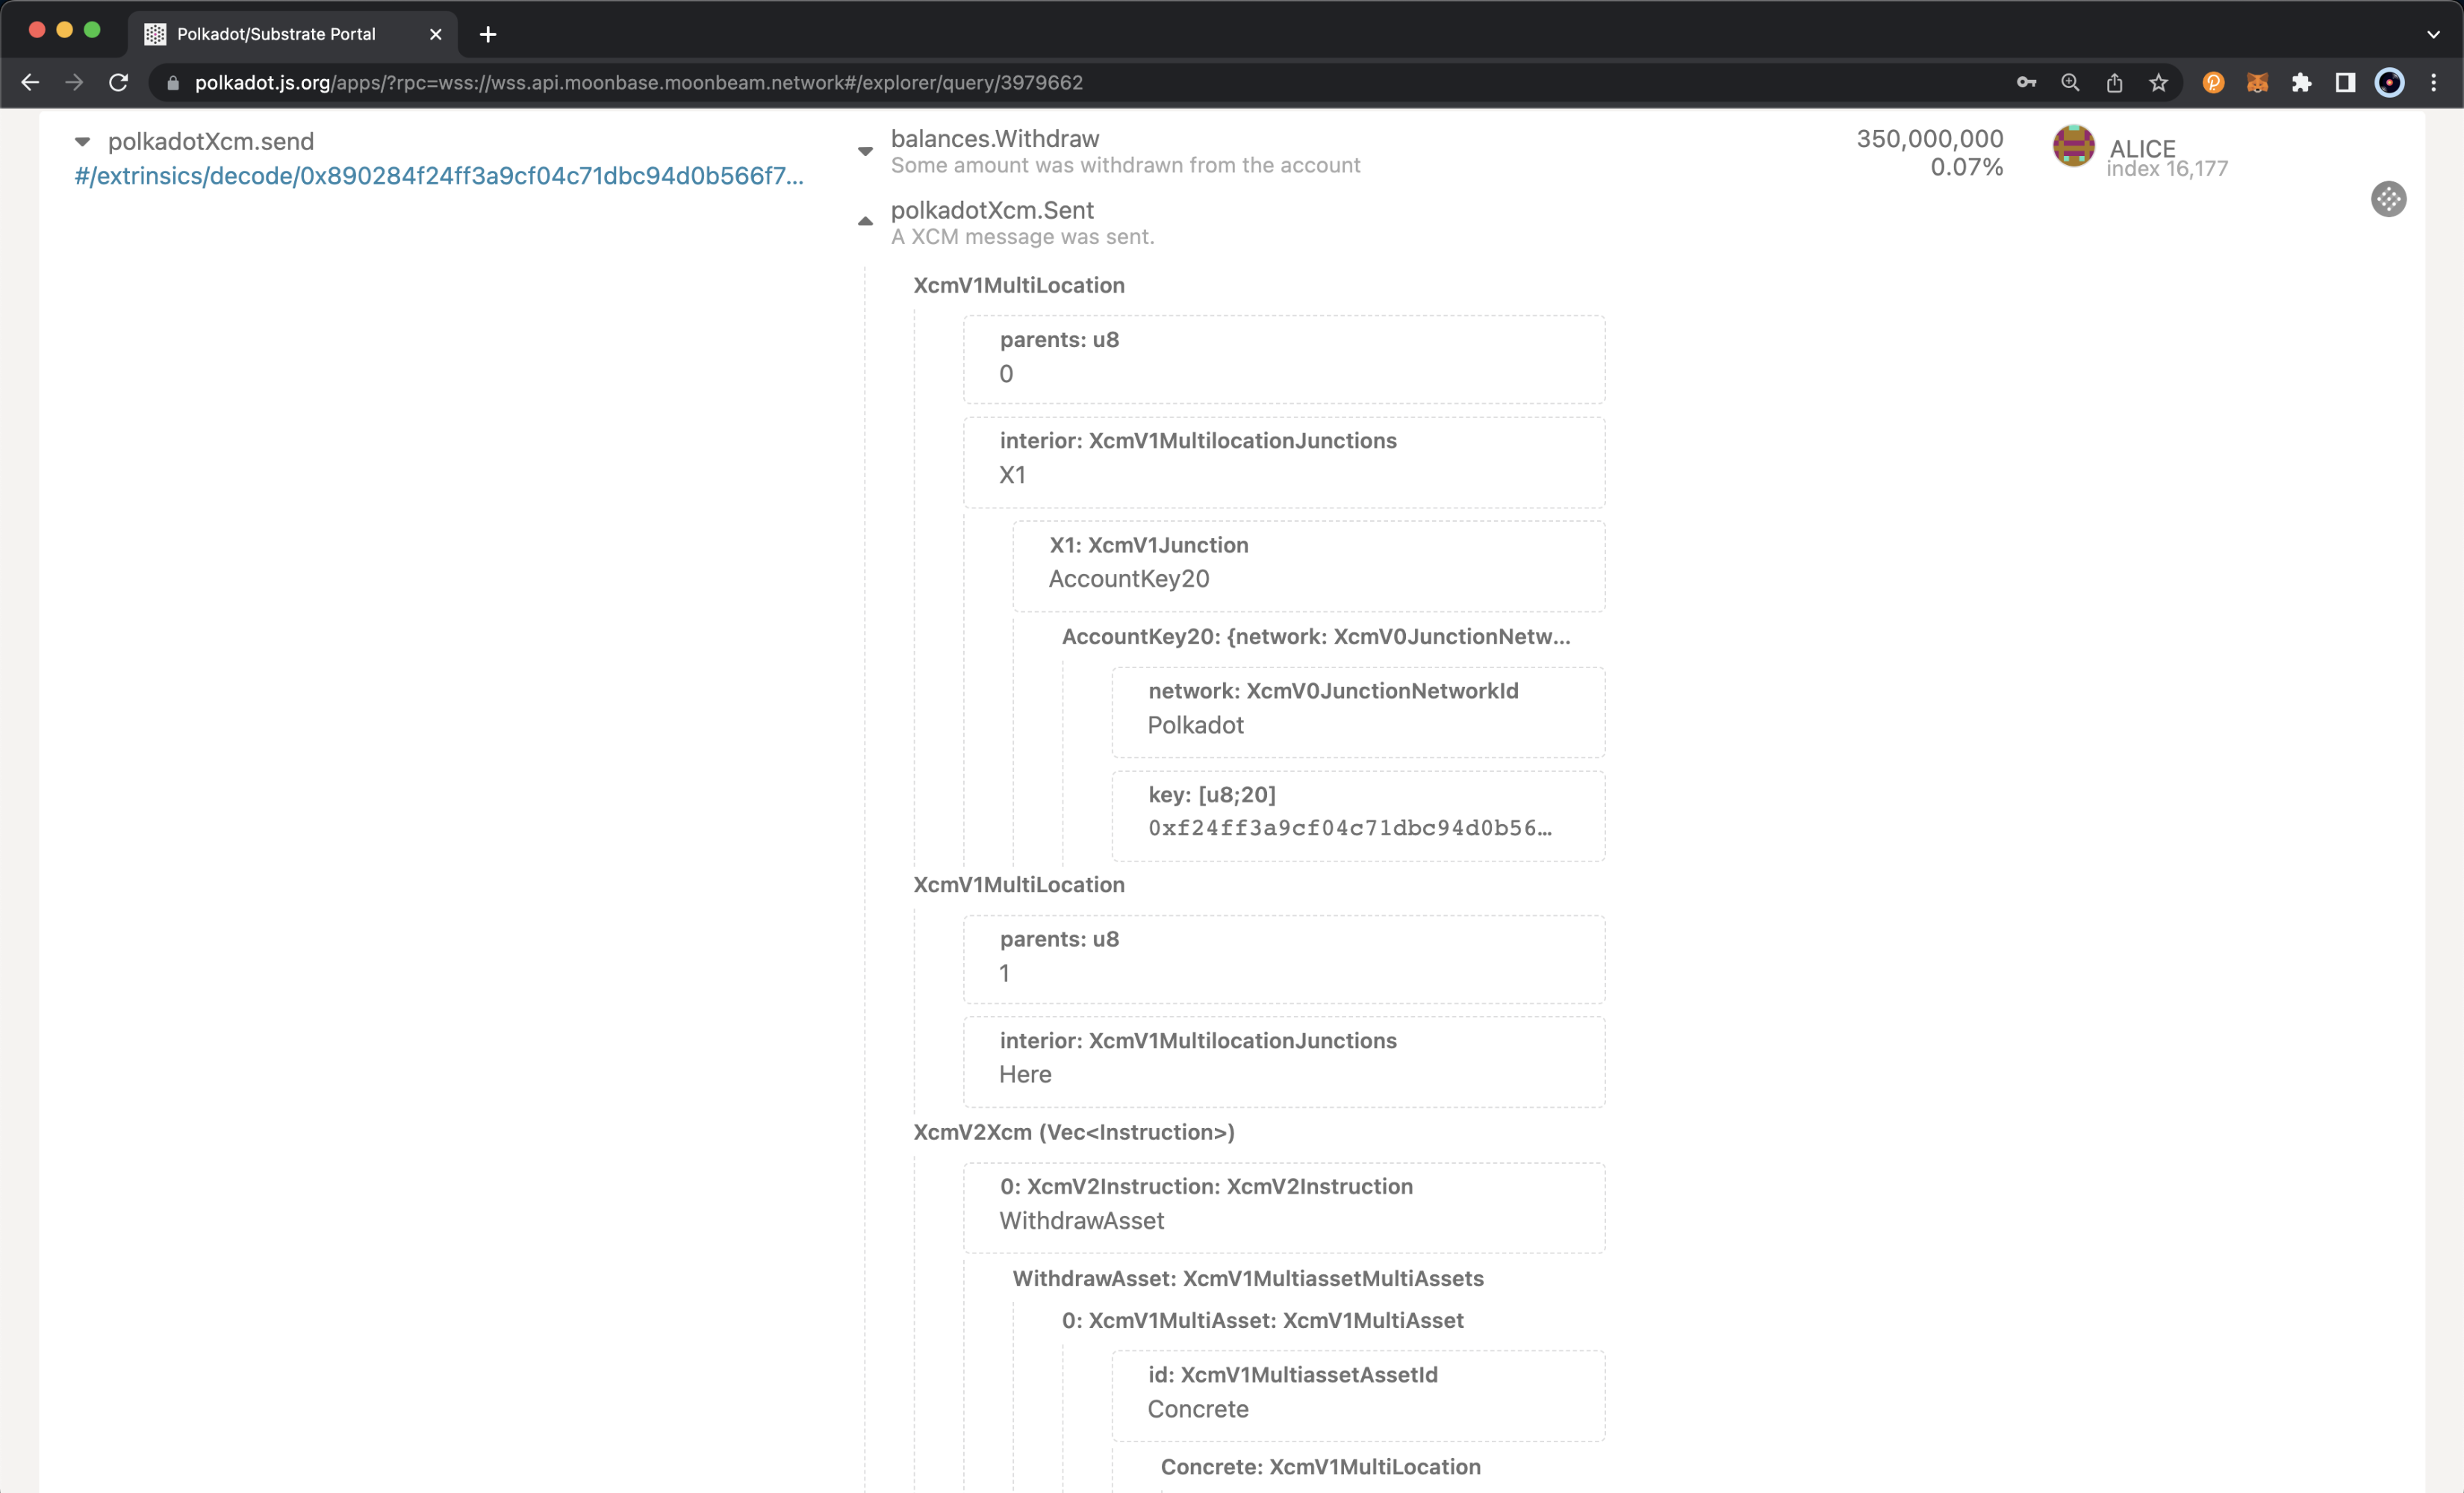 Polkadot/Substrate Portal
polkadot.js.org/apps/?rpc=wss://wss.api.moonbase.moonbeam.network#/explorer/query/3979662
polkadotXcm.send
#/extrinsics/decode/0x890284f24ff3a9cf04c71dbc94d0b566f7...
balances.Withdraw
Some amount was withdrawn from the account
350,000,000
0.07%
ALICE
index 16,177
polkadotXcm.Sent
A XCM message was sent.
XcmV1MultiLocation
parents: u8
0
interior: XcmV1MultilocationJunctions
X1
X1: XcmV1Junction
AccountKey20
AccountKey20: {network: XcmV0JunctionNetw...
network: XcmV0JunctionNetworkId
Polkadot
key: [u8;20]
0xf24ff3a9cf04c71dbc94d0b56...
XcmV1MultiLocation
parents: u8
1
interior: XcmV1MultilocationJunctions
Here
XcmV2Xcm (Vec<Instruction>)
0: XcmV2Instruction: XcmV2Instruction
WithdrawAsset
WithdrawAsset: XcmV1MultiassetMultiAssets
0: XcmV1MultiAsset: XcmV1MultiAsset
id: XcmV1MultiassetAssetId
Concrete
Concrete: XcmV1MultiLocation